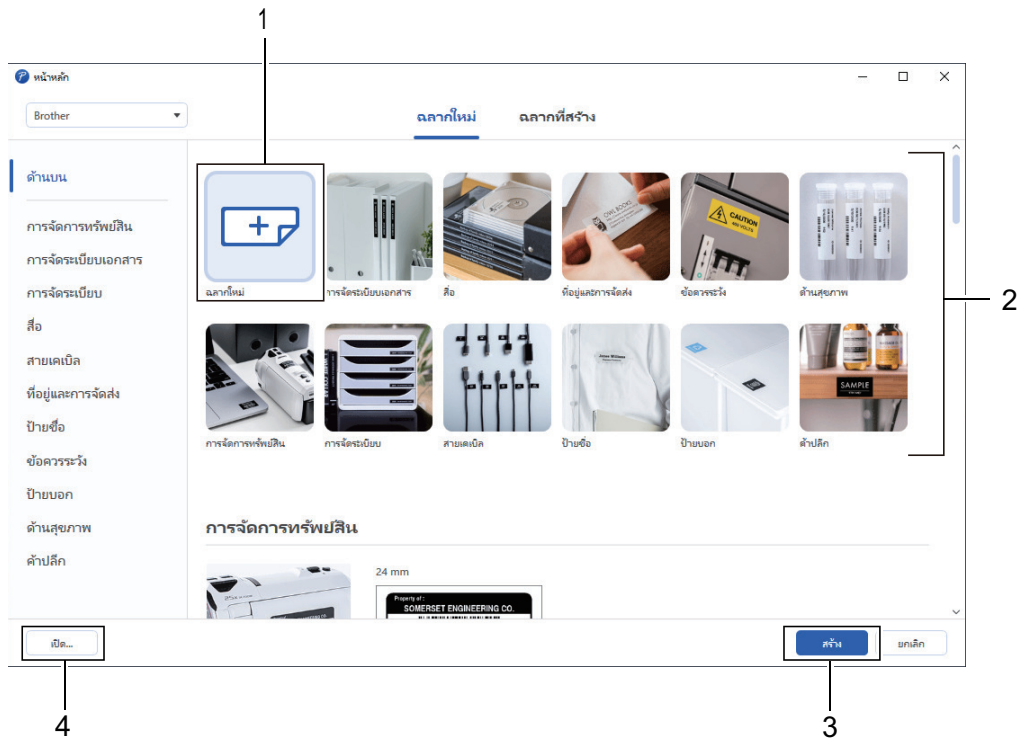 1
หน้าหลัก
Brother
ฉลากใหม่ ฉลากที่สร้าง
ด้านบน
การจัดการทรัพย์สิน
การจัดระเบียบเอกสาร
การจัดระเบียบ
สื่อ
สายเคเบิล
ที่อยู่และการจัดส่ง
ป้ายชื่อ
ข้อควรระวัง
ป้ายบอก
ด้านสุขภาพ
ค้าปลีก
OWL BOOKS
CAUTION
400 VOLTS
ฉลากใหม่ การจัดระเบียบเอกสาร สื่อ ที่อยู่และการจัดส่ง ข้อควรระวัง ด้านสุขภาพ
2
James Williams
SAMPLE
การจัดการทรัพย์สิน การจัดระเบียบ สายเคเบิล ป้ายชื่อ ป้ายบอก ค้าปลีก
การจัดการทรัพย์สิน
24 mm
Property of :
SOMERSET ENGINEERING CO.
เปิด... สร้าง ยกเลิก
4 3